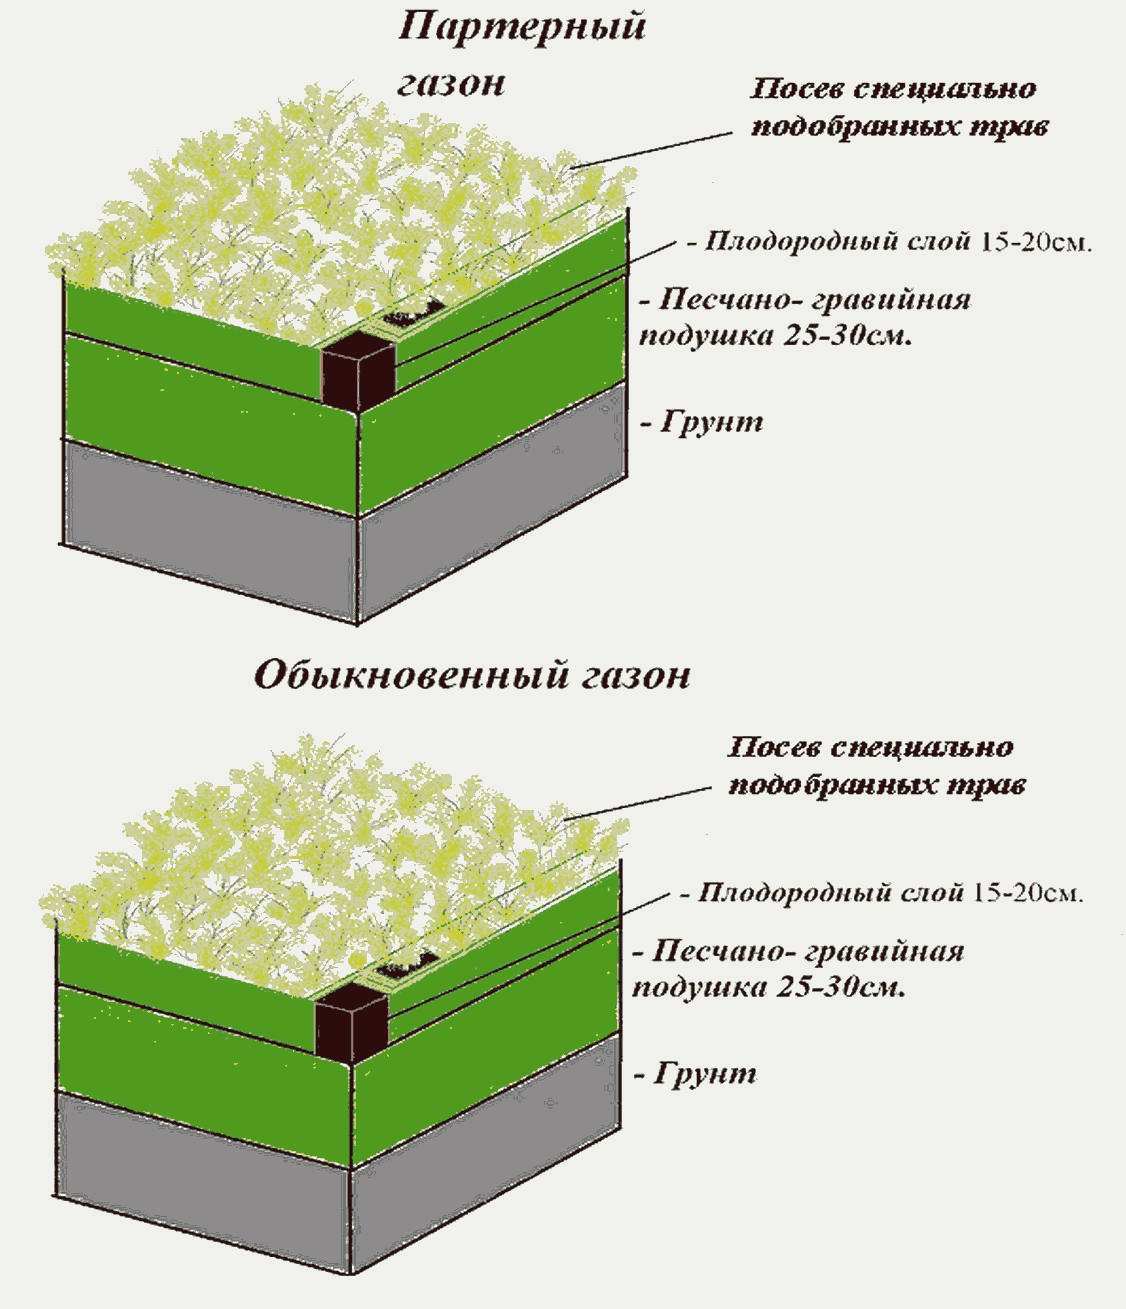 Партерный
газон
Посев специально
подобранных трав
- Плодородный слой 15-20см.
- Песчано- гравийная
подушка 25-30см.
- Грунт
Обыкновенный газон
Посев специально
подобранных трав
- Плодородный слой 15-20см.
- Песчано- гравийная
подушка 25-30см.
- Грунт